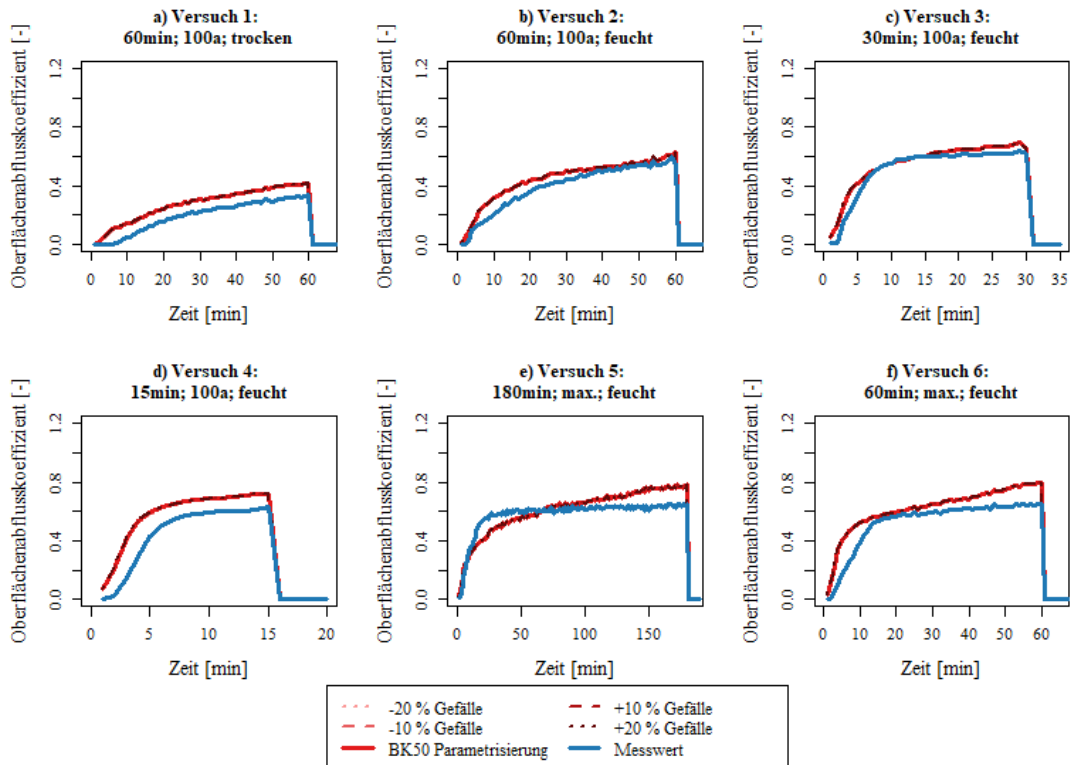 a) Versuch 1:
60min; 100a; trocken
Oberflächenabflusskoeffizient [-]
0.0 0.4 0.8 1.2
0 10 20 30 40 50 60
Zeit [min]
b) Versuch 2:
60min; 100a; feucht
Oberflächenabflusskoeffizient [-]
0.0 0.4 0.8 1.2
0 10 20 30 40 50 60
Zeit [min]
c) Versuch 3:
30min; 100a; feucht
Oberflächenabflusskoeffizient [-]
0.0 0.4 0.8 1.2
0 5 10 15 20 25 30 35
Zeit [min]
d) Versuch 4:
15min; 100a; feucht
Oberflächenabflusskoeffizient [-]
0.0 0.4 0.8 1.2
0 5 10 15 20
Zeit [min]
e) Versuch 5:
180min; max.; feucht
Oberflächenabflusskoeffizient [-]
0.0 0.4 0.8 1.2
0 50 100 150
Zeit [min]
f) Versuch 6:
60min; max.; feucht
Oberflächenabflusskoeffizient [-]
0.0 0.4 0.8 1.2
0 10 20 30 40 50 60
Zeit [min]
-20 % Gefälle
-10 % Gefälle
BK50 Parametrisierung
+10 % Gefälle
+20 % Gefälle
Messwert